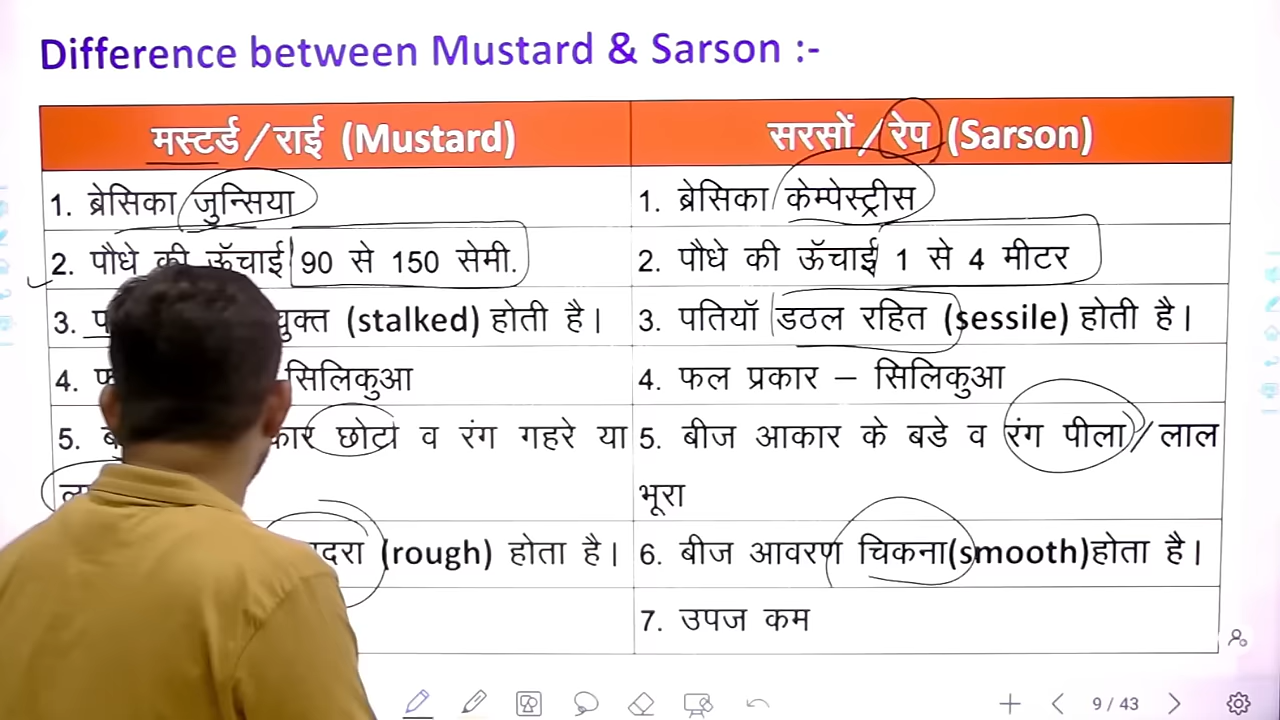 Difference between Mustard & Sarson :-
मस्टर्ड / राई (Mustard)
सरसों / रेप (Sarson)
1. ब्रेसिका जुन्सिया
1. ब्रेसिका केम्पेस्ट्रीस
2. पौधे की ऊँचाई 90 से 150 सेमी.
2. पौधे की ऊँचाई 1 से 4 मीटर
(stalked) होती है।
3. पतियॉ डठल रहित (sessile) होती है।
4. सिलिकुआ
4. फल प्रकार – सिलिकुआ
5. छोटा व रंग गहरे या
5. बीज आकार के बडे व रंग पीला / लाल
भूरा
(rough) होता है।
6. बीज आवरण चिकना(smooth)होता है।
7. उपज कम
9 / 43